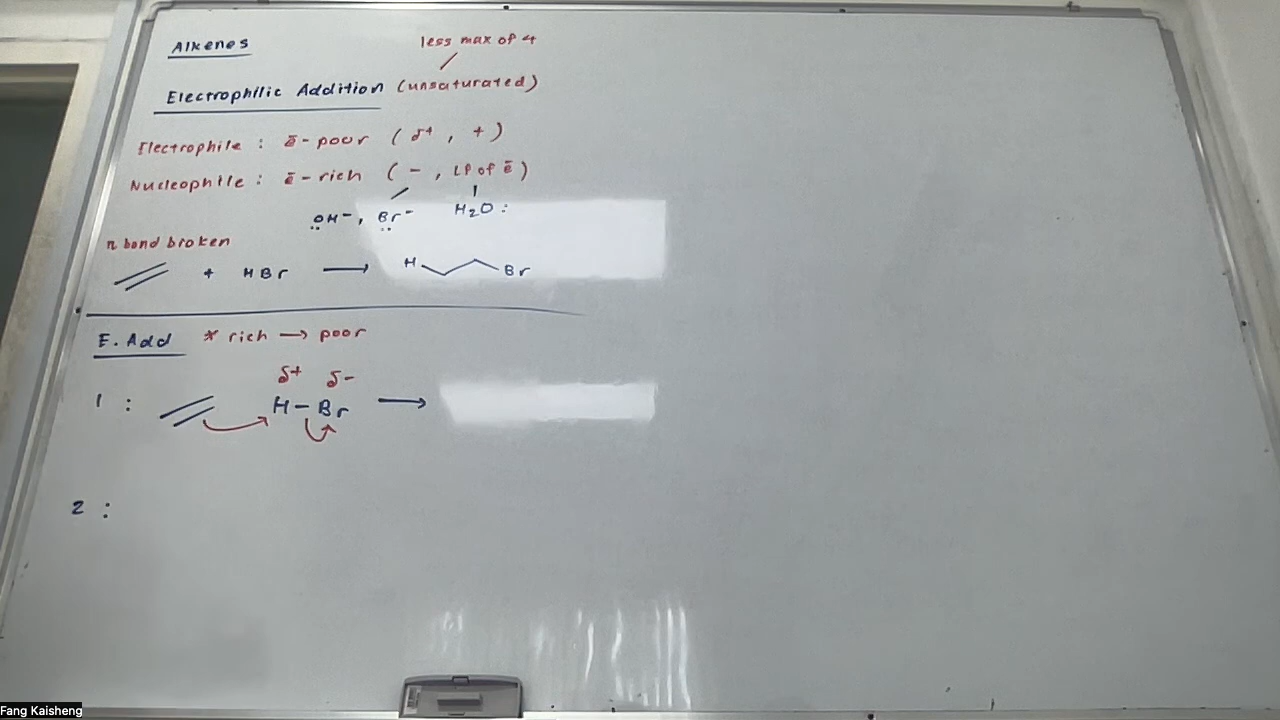 Alkenes
less max of 4
Electrophilic Addition (unsaturated)
Electrophile : ē-poor ( δ+ , + )
Nucleophile : ē-rich ( - , LP of ē )
OH-, Br- H2O :
π bond broken
+ HBr → H Br
E. Add * rich → poor
δ+ δ-
1 : H-Br →
2 :
Fang Kaisheng